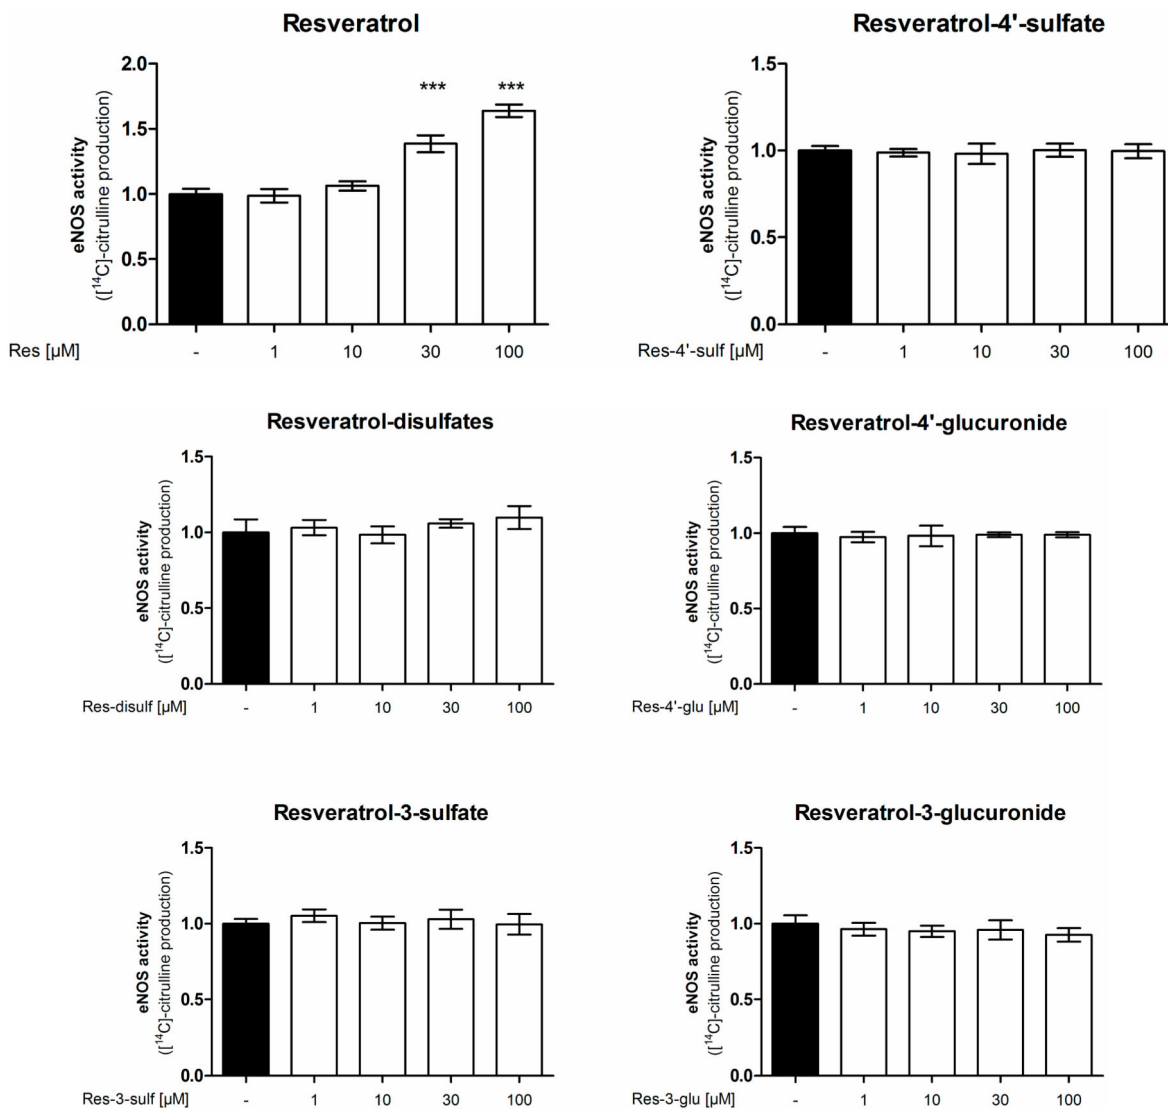 Resveratrol
eNOS activity
([¹⁴C]-citrulline production)
2.0
1.5
1.0
0.5
0.0
*** ***
Res [µM] - 1 10 30 100
Resveratrol-4'-sulfate
eNOS activity
([¹⁴C]-citrulline production)
1.5
1.0
0.5
0.0
Res-4'-sulf [µM] - 1 10 30 100
Resveratrol-disulfates
eNOS activity
([¹⁴C]-citrulline production)
1.5
1.0
0.5
0.0
Res-disulf [µM] - 1 10 30 100
Resveratrol-4'-glucuronide
eNOS activity
([¹⁴C]-citrulline production)
1.5
1.0
0.5
0.0
Res-4'-glu [µM] - 1 10 30 100
Resveratrol-3-sulfate
eNOS activity
([¹⁴C]-citrulline production)
1.5
1.0
0.5
0.0
Res-3-sulf [µM] - 1 10 30 100
Resveratrol-3-glucuronide
eNOS activity
([¹⁴C]-citrulline production)
1.5
1.0
0.5
0.0
Res-3-glu [µM] - 1 10 30 100